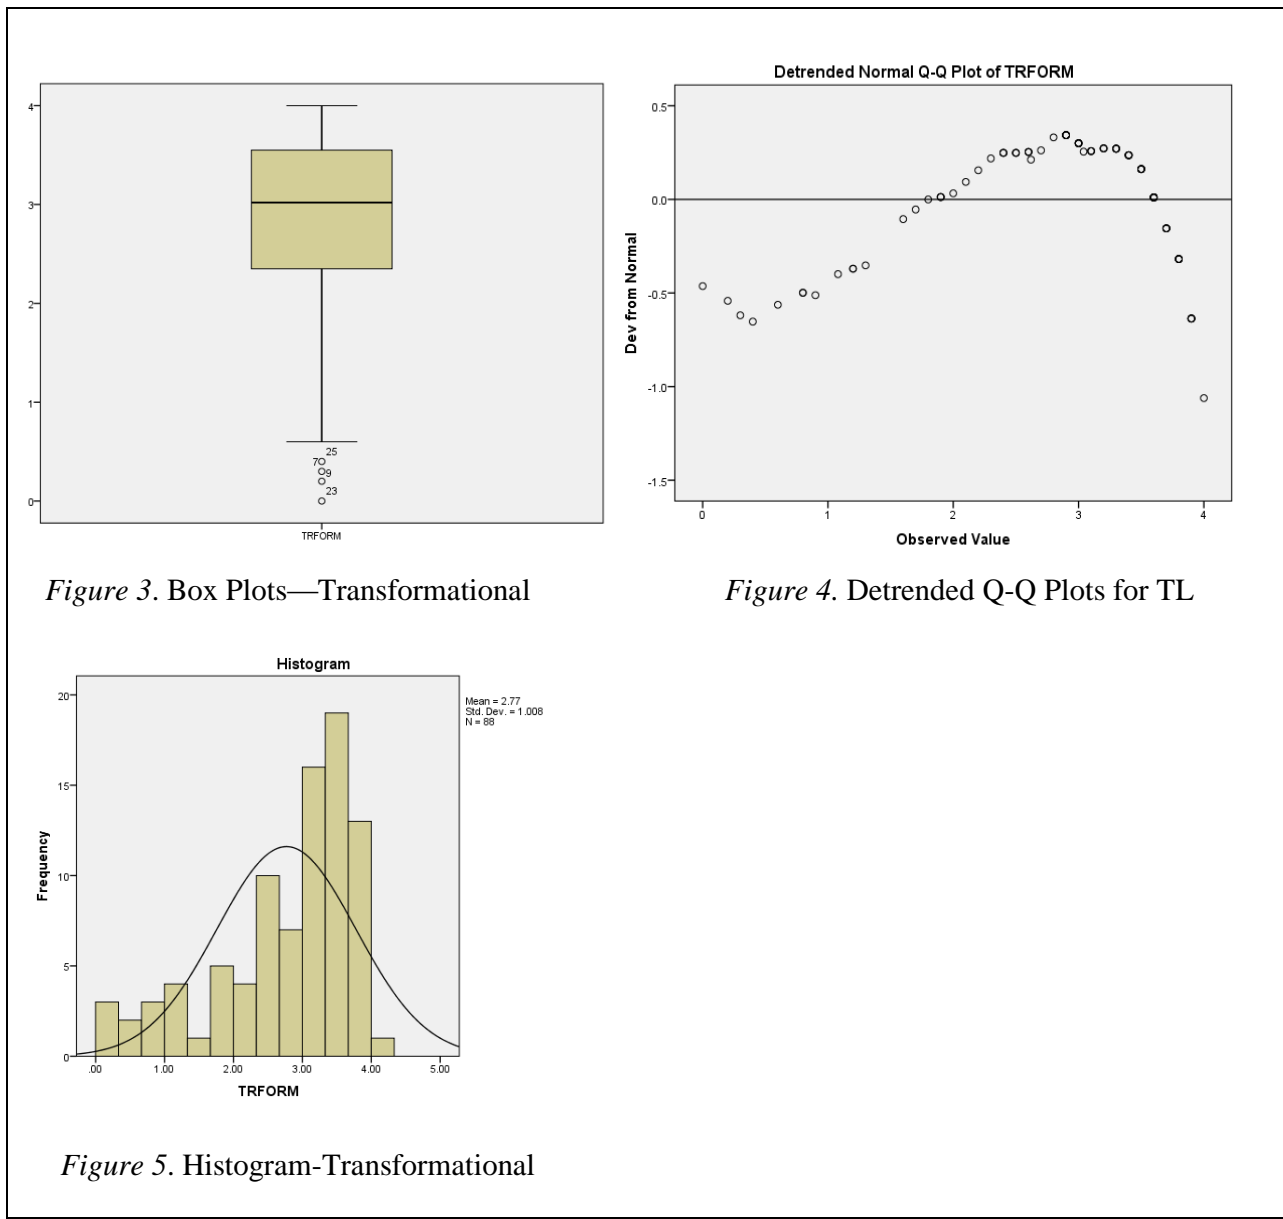 4
3
2
1
0
25
7
9
23
TRFORM
Figure 3. Box Plots—Transformational
Detrended Normal Q-Q Plot of TRFORM
Dev from Normal
0.5
0.0
-0.5
-1.0
-1.5
0 1 2 3 4
Observed Value
Figure 4. Detrended Q-Q Plots for TL
Histogram
Frequency
20
15
10
5
0
.00 1.00 2.00 3.00 4.00 5.00
TRFORM
Mean = 2.77
Std. Dev. = 1.008
N = 88
Figure 5. Histogram-Transformational